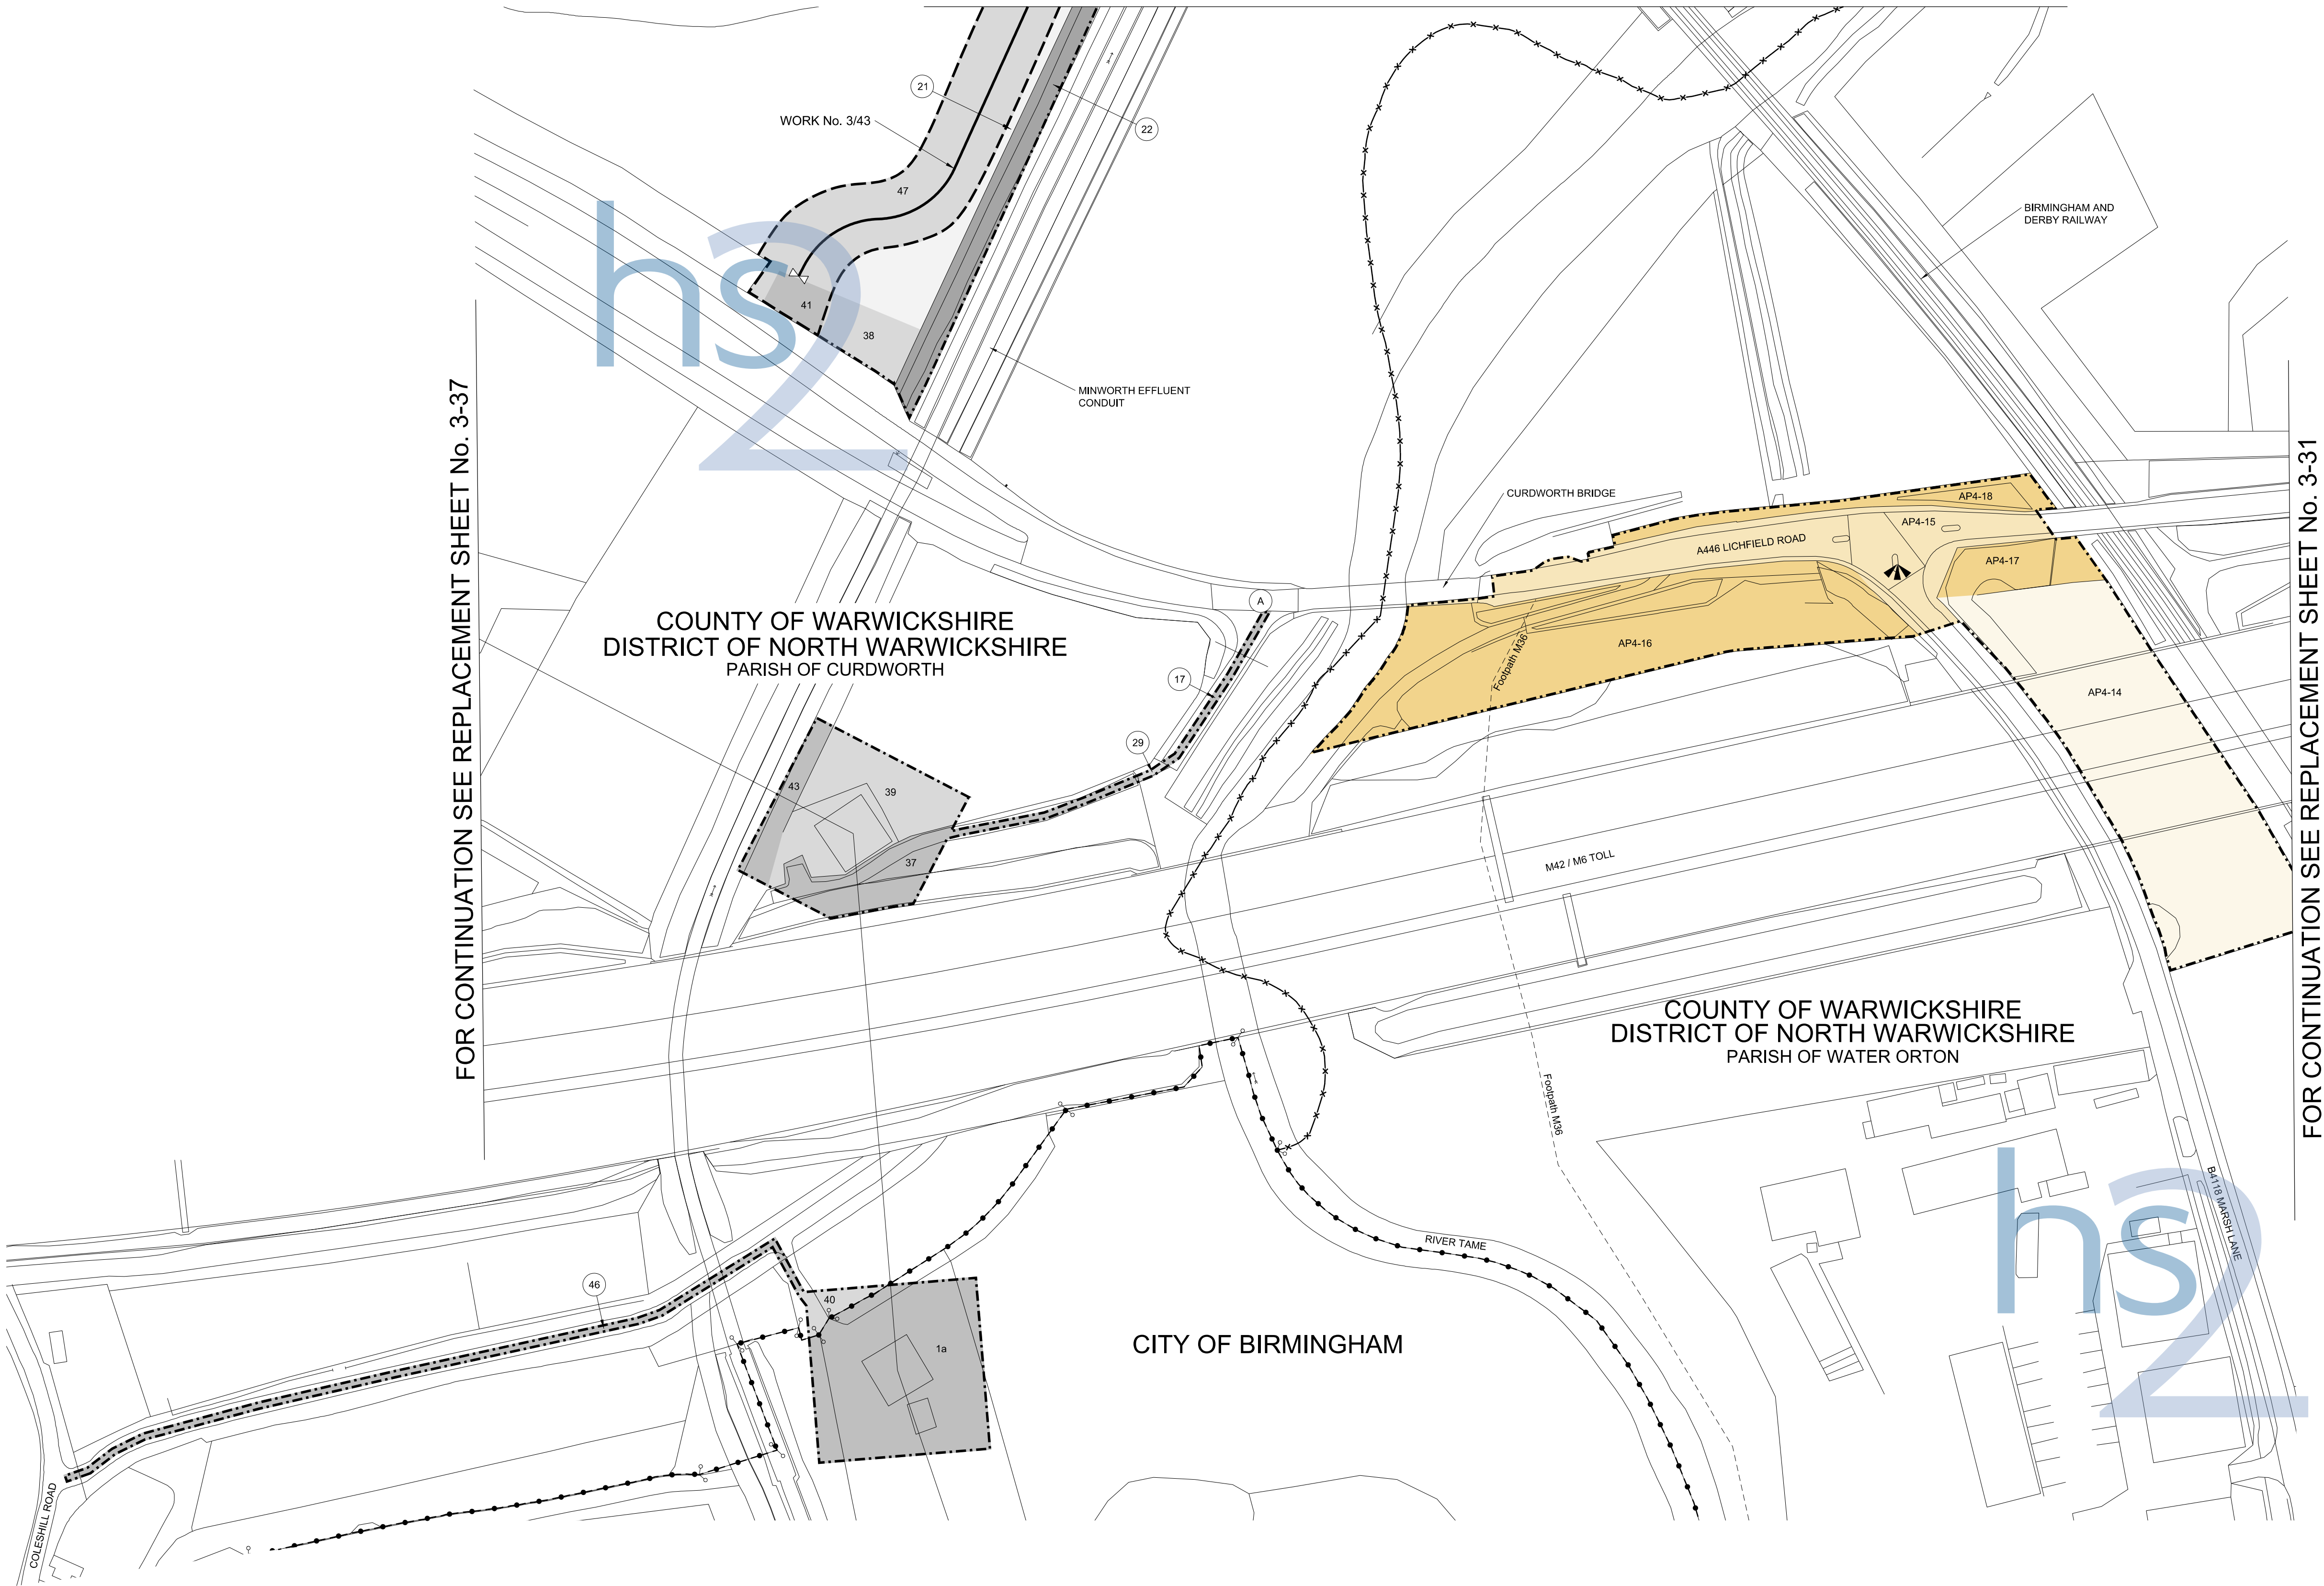 21
22
WORK No. 3/43
47
BIRMINGHAM AND
DERBY RAILWAY
hs2
41
38
MINWORTH EFFLUENT
CONDUIT
FOR CONTINUATION SEE REPLACEMENT SHEET No. 3-37
FOR CONTINUATION SEE REPLACEMENT SHEET No. 3-31
CURDWORTH BRIDGE
AP4-18
AP4-15
A446 LICHFIELD ROAD
AP4-17
A
COUNTY OF WARWICKSHIRE
DISTRICT OF NORTH WARWICKSHIRE
PARISH OF CURDWORTH
AP4-16
Footpath M36
17
AP4-14
29
43
39
37
M42 / M6 TOLL
COUNTY OF WARWICKSHIRE
DISTRICT OF NORTH WARWICKSHIRE
PARISH OF WATER ORTON
Footpath M36
B4118 MARSH LANE
hs2
RIVER TAME
46
40
1a
CITY OF BIRMINGHAM
COLESHILL ROAD